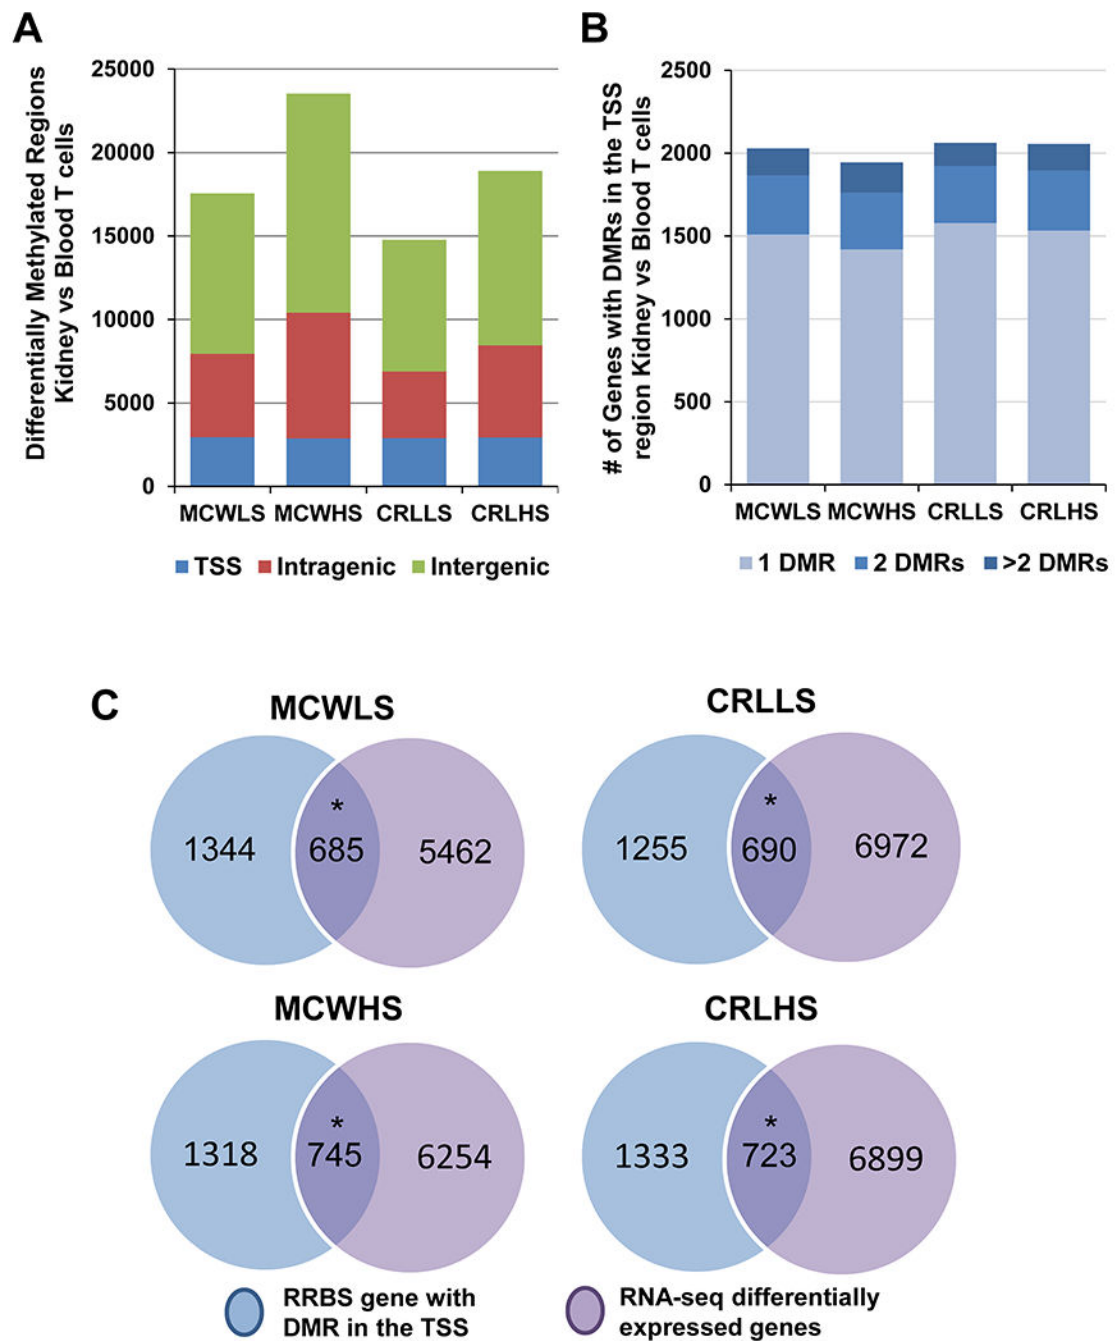 A
Differentially Methylated Regions
Kidney vs Blood T cells
25000
20000
15000
10000
5000
0
MCWLS MCWHS CRLLS CRLHS
TSS Intragenic Intergenic
B
# of Genes with DMRs in the TSS
region Kidney vs Blood T cells
2500
2000
1500
1000
500
0
MCWLS MCWHS CRLLS CRLHS
1 DMR 2 DMRs >2 DMRs
C
MCWLS
*
1344 685 5462
CRLLS
*
1255 690 6972
MCWHS
*
1318 745 6254
CRLHS
*
1333 723 6899
RRBS gene with
DMR in the TSS
RNA-seq differentially
expressed genes